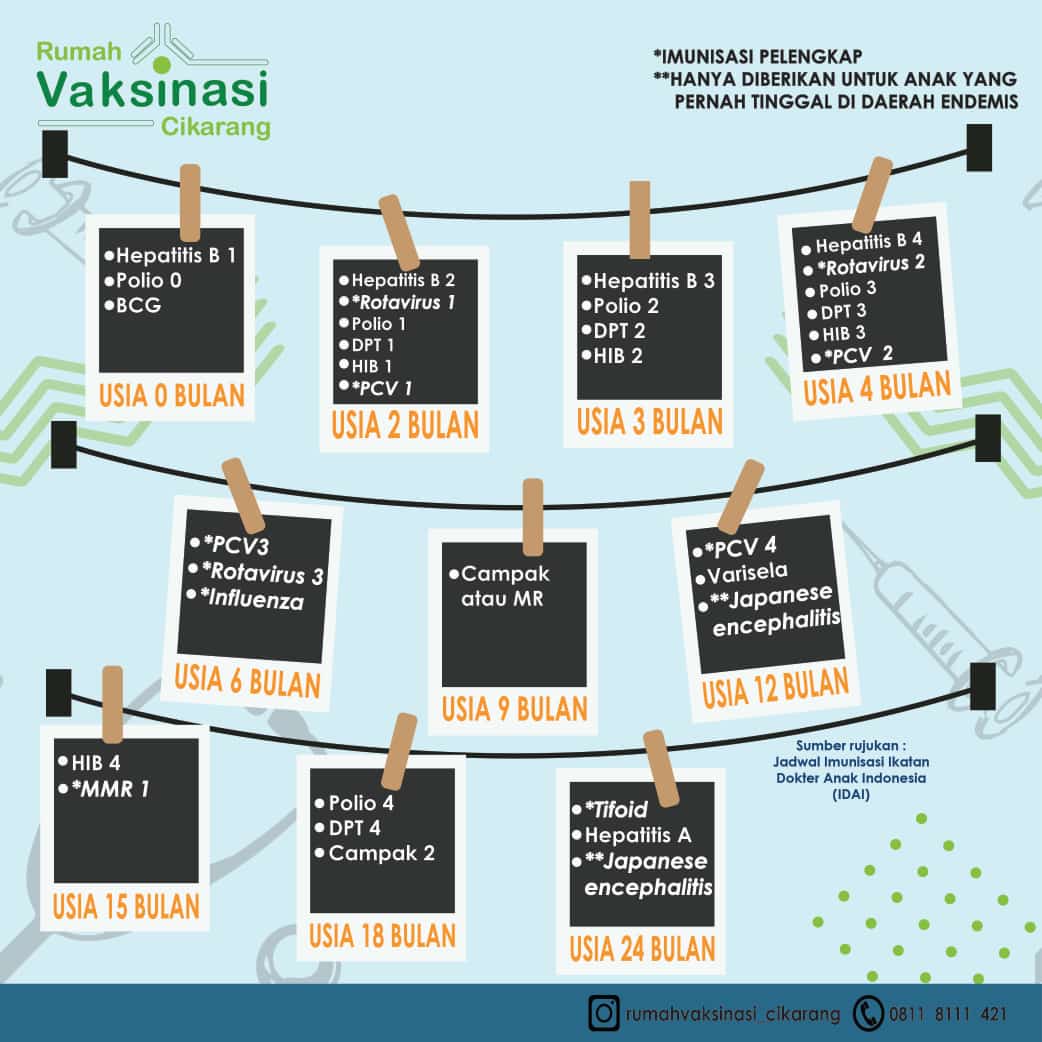 Rumah
Vaksinasi
Cikarang
*IMUNISASI PELENGKAP
**HANYA DIBERIKAN UNTUK ANAK YANG
PERNAH TINGGAL DI DAERAH ENDEMIS
•Hepatitis B 1
•Polio 0
•BCG
USIA 0 BULAN
•Hepatitis B 2
•*Rotavirus 1
•Polio 1
•DPT 1
•HIB 1
•*PCV 1
USIA 2 BULAN
•Hepatitis B 3
•Polio 2
•DPT 2
•HIB 2
USIA 3 BULAN
•Hepatitis B 4
•*Rotavirus 2
•Polio 3
•DPT 3
•HIB 3
•*PCV 2
USIA 4 BULAN
•*PCV3
•*Rotavirus 3
•*Influenza
USIA 6 BULAN
•Campak
atau MR
USIA 9 BULAN
•*PCV 4
•Varisela
•**Japanese
encephalitis
USIA 12 BULAN
•HIB 4
•*MMR 1
USIA 15 BULAN
•Polio 4
•DPT 4
•Campak 2
USIA 18 BULAN
•*Tifoid
•Hepatitis A
•**Japanese
encephalitis
USIA 24 BULAN
Sumber rujukan :
Jadwal Imunisasi Ikatan
Dokter Anak Indonesia
(IDAI)
rumahvaksinasi_cikarang
0811 8111 421